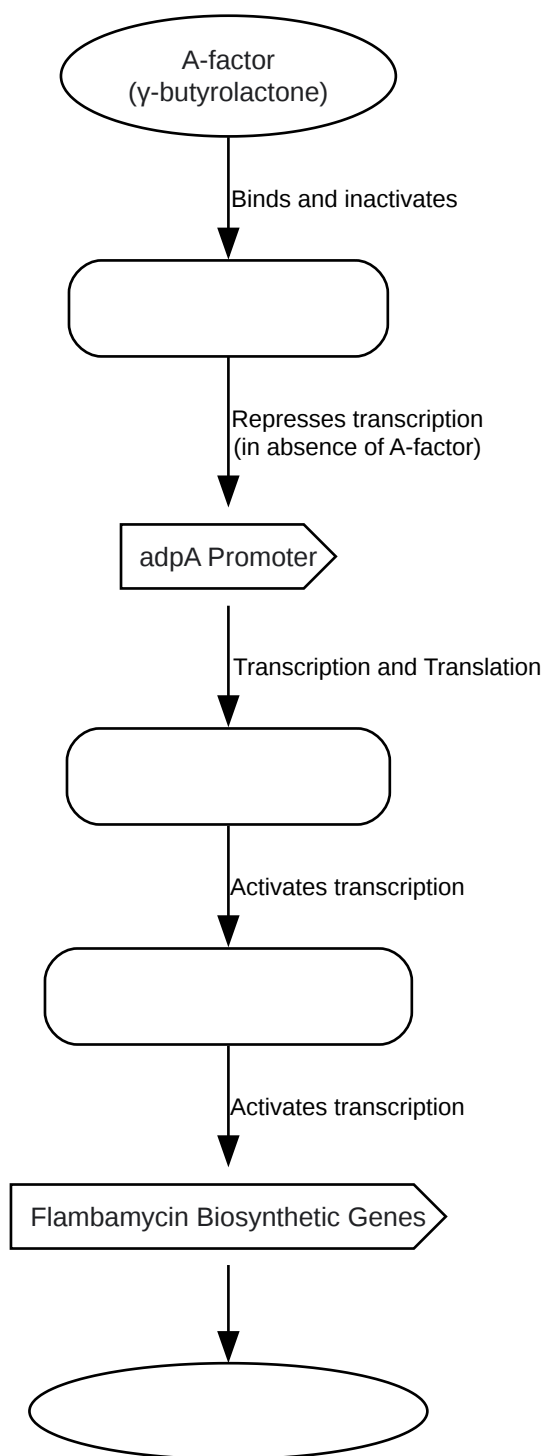 A-factor
(γ-butyrolactone)
Binds and inactivates
Represses transcription
(in absence of A-factor)
adpA Promoter
Transcription and Translation
Activates transcription
Activates transcription
Flambamycin Biosynthetic Genes